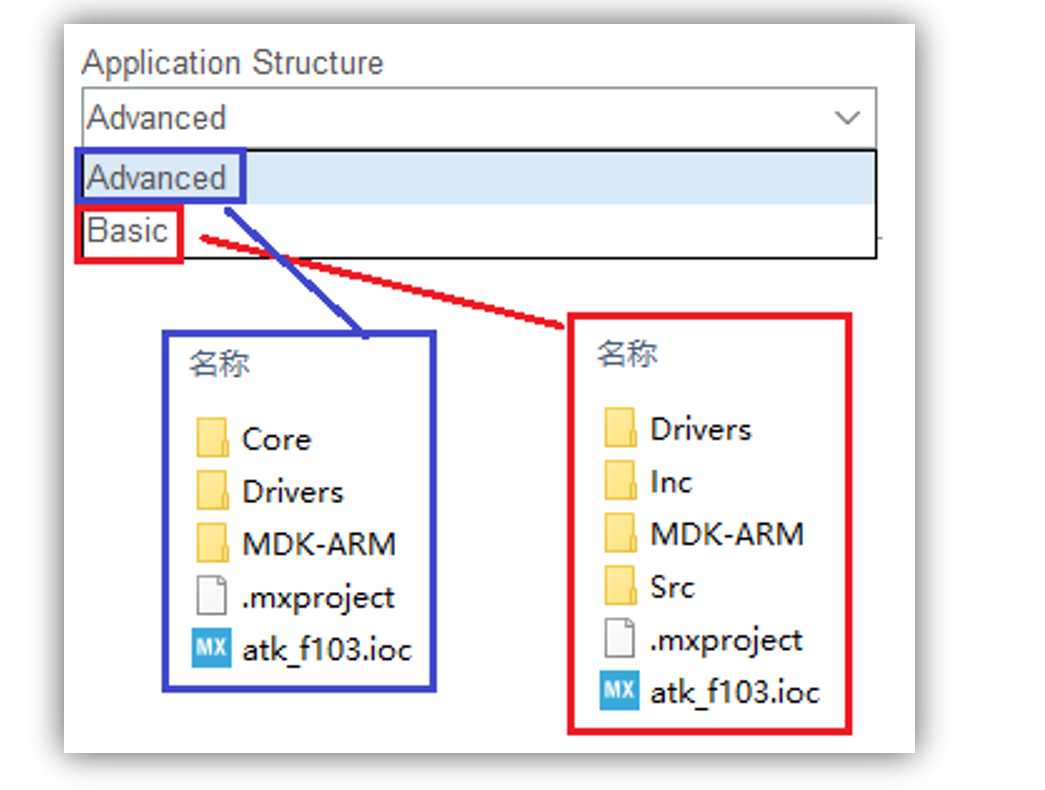 Application Structure
Advanced
Advanced
Basic
名称
Core
Drivers
MDK-ARM
.mxproject
MX atk_f103.ioc
名称
Drivers
Inc
MDK-ARM
Src
.mxproject
MX atk_f103.ioc